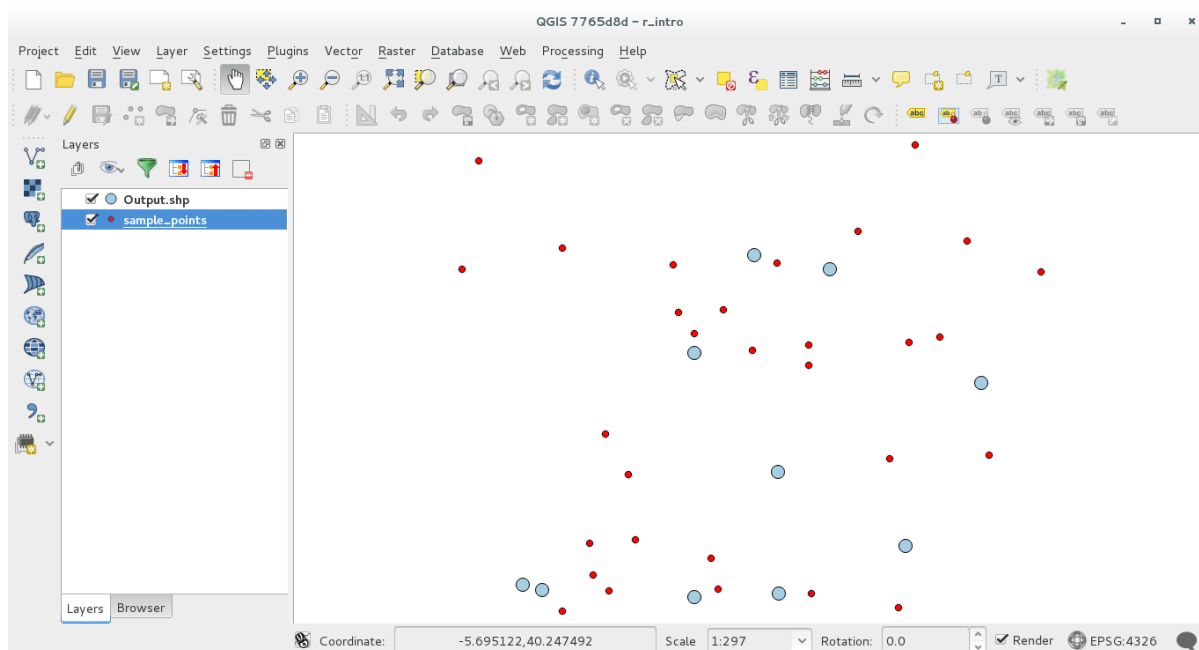 QGIS 7765d8d – r_intro
Project Edit View Layer Settings Plugins Vector Raster Database Web Processing Help
Layers
Output.shp
sample_points
Layers Browser
Coordinate: -5.695122,40.247492 Scale 1:297 Rotation: 0.0 Render EPSG:4326